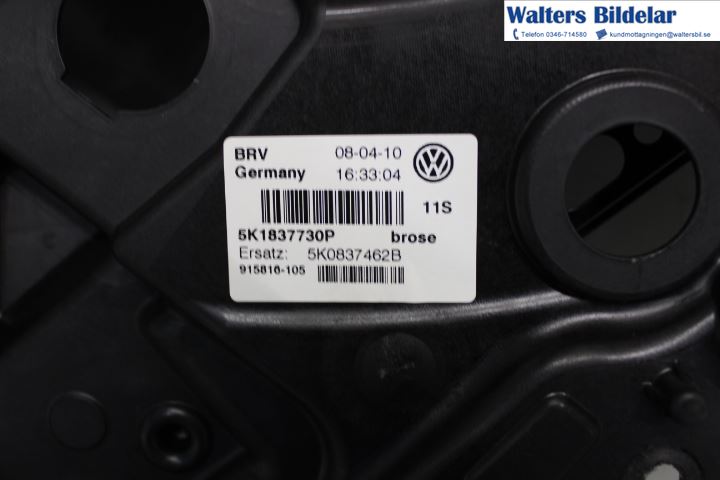 Walters Bildelar
Telefon 0346-714580 kundmottagningen@waltersbil.se
BRV 08-04-10
Germany 16:33:04
11S
5K1837730P brose
Ersatz: 5K0837462B
915816-105